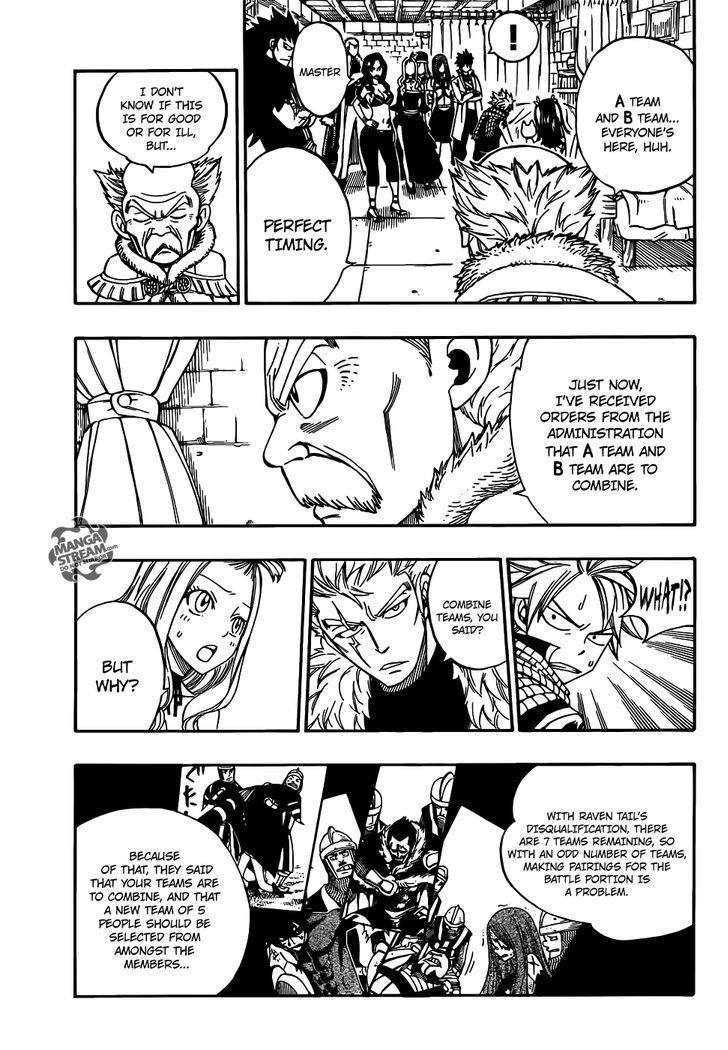 !
A TEAM
AND B TEAM...
EVERYONE'S
HERE, HUH.
MASTER
PERFECT
TIMING.
I DON'T
KNOW IF THIS
IS FOR GOOD
OR FOR ILL,
BUT...
JUST NOW,
I'VE RECEIVED
ORDERS FROM THE
ADMINISTRATION
THAT A TEAM AND
B TEAM ARE TO
COMBINE.
MANGA
STREAM.com
DO NOT MIRROR
WHAT!?
COMBINE
TEAMS, YOU
SAID?
BUT
WHY?
WITH RAVEN TAIL'S
DISQUALIFICATION, THERE
ARE 7 TEAMS REMAINING, SO
WITH AN ODD NUMBER OF TEAMS,
MAKING PAIRINGS FOR THE
BATTLE PORTION IS
A PROBLEM.
BECAUSE
OF THAT, THEY SAID
THAT YOUR TEAMS ARE
TO COMBINE, AND THAT
A NEW TEAM OF 5
PEOPLE SHOULD BE
SELECTED FROM
AMONGST THE
MEMBERS...